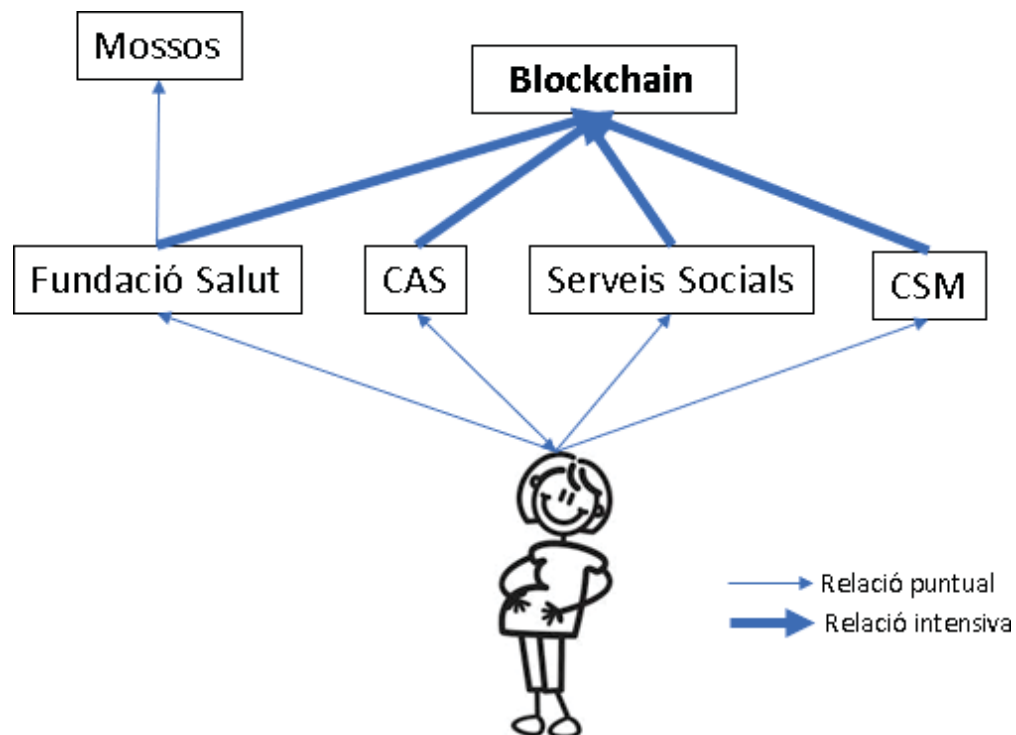 Mossos
Blockchain
Fundació Salut
CAS
Serveis Socials
CSM
Relació puntual
Relació intensiva